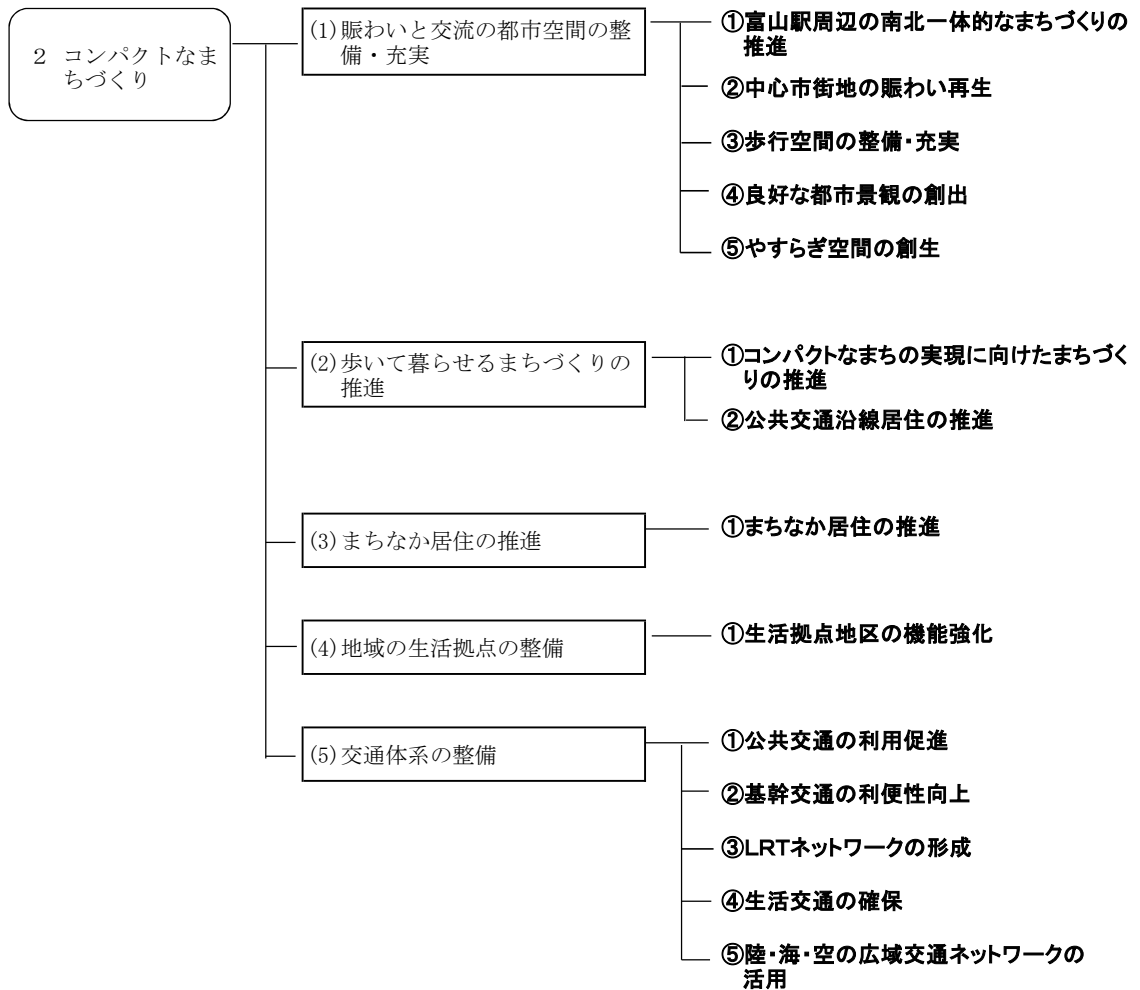 2 コンパクトなま
ちづくり
(1)賑わいと交流の都市空間の整
備・充実
①富山駅周辺の南北一体的なまちづくりの
推進
②中心市街地の賑わい再生
③歩行空間の整備・充実
④良好な都市景観の創出
⑤やすらぎ空間の創生
(2)歩いて暮らせるまちづくりの
推進
①コンパクトなまちの実現に向けたまちづく
りの推進
②公共交通沿線居住の推進
(3)まちなか居住の推進
①まちなか居住の推進
(4)地域の生活拠点の整備
①生活拠点地区の機能強化
(5)交通体系の整備
①公共交通の利用促進
②基幹交通の利便性向上
③LRTネットワークの形成
④生活交通の確保
⑤陸・海・空の広域交通ネットワークの
活用